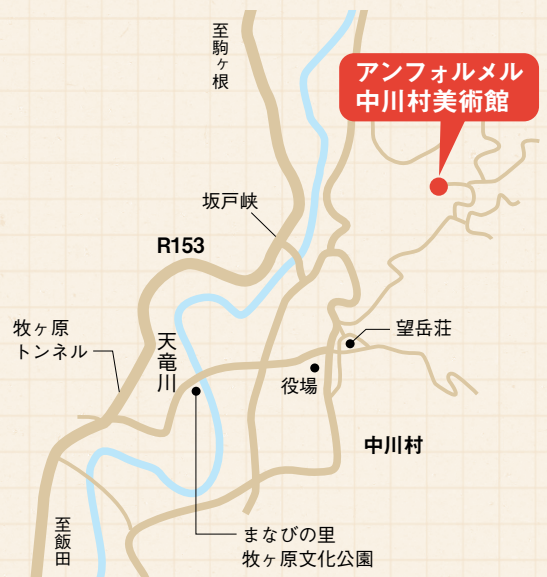 至駒ヶ根
アンフォルメル
中川村美術館
坂戸峡
R153
牧ヶ原
トンネル
天竜川
望岳荘
役場
中川村
至飯田
まなびの里
牧ヶ原文化公園